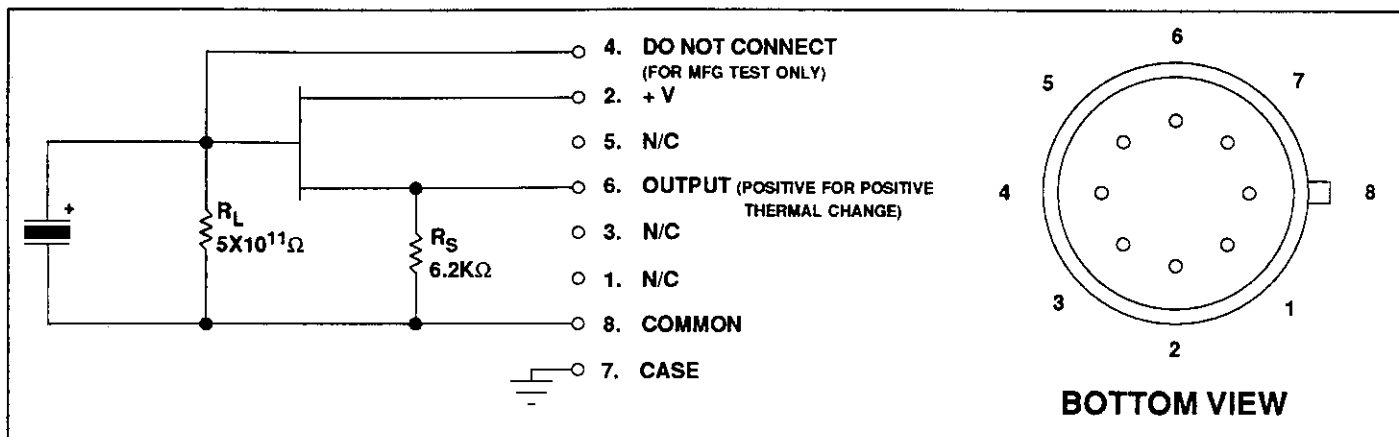 4. DO NOT CONNECT
(FOR MFG TEST ONLY)
2. + V
5. N/C
6. OUTPUT (POSITIVE FOR POSITIVE
THERMAL CHANGE)
3. N/C
1. N/C
8. COMMON
7. CASE
+
RL
5X10¹¹Ω
RS
6.2KΩ
6
5
7
4
8
3
1
2
BOTTOM VIEW